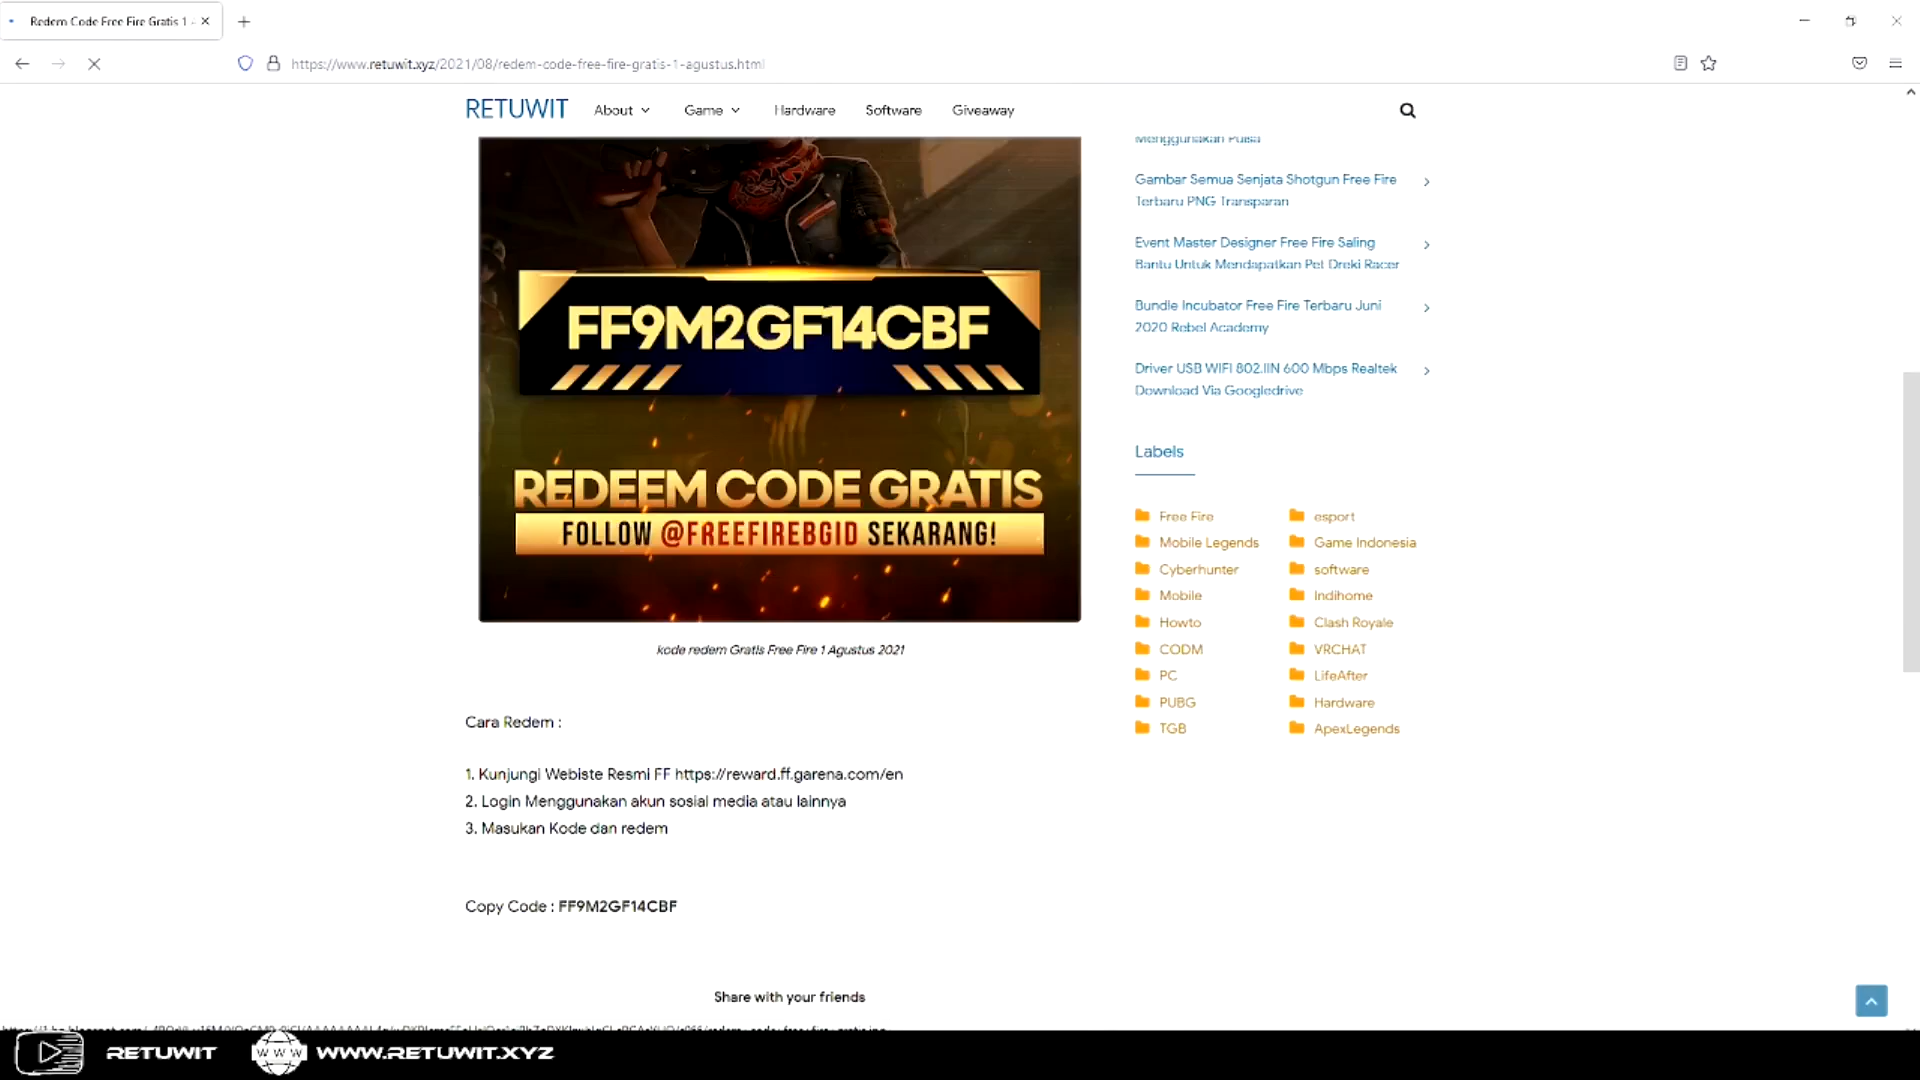 Redem Code Free Fire Gratis 1 -
https://www.retuwit.xyz/2021/08/redem-code-free-fire-gratis-1-agustus.html
RETUWIT About Game Hardware Software Giveaway
FF9M2GF14CBF
REDEEM CODE GRATIS
FOLLOW @FREEFIREBGID SEKARANG!
kode redem Gratis Free Fire 1 Agustus 2021
Cara Redem :
1. Kunjungi Webiste Resmi FF https://reward.ff.garena.com/en
2. Login Menggunakan akun sosial media atau lainnya
3. Masukan Kode dan redem
Copy Code : FF9M2GF14CBF
Share with your friends
Menggunakan Pulsa
Gambar Semua Senjata Shotgun Free Fire
Terbaru PNG Transparan
Event Master Designer Free Fire Saling
Bantu Untuk Mendapatkan Pet Dreki Racer
Bundle Incubator Free Fire Terbaru Juni
2020 Rebel Academy
Driver USB WIFI 802.IIN 600 Mbps Realtek
Download Via Googledrive
Labels
Free Fire esport
Mobile Legends Game Indonesia
Cyberhunter software
Mobile Indihome
Howto Clash Royale
CODM VRCHAT
PC LifeAfter
PUBG Hardware
TGB ApexLegends
RETUWIT WWW WWW.RETUWIT.XYZ